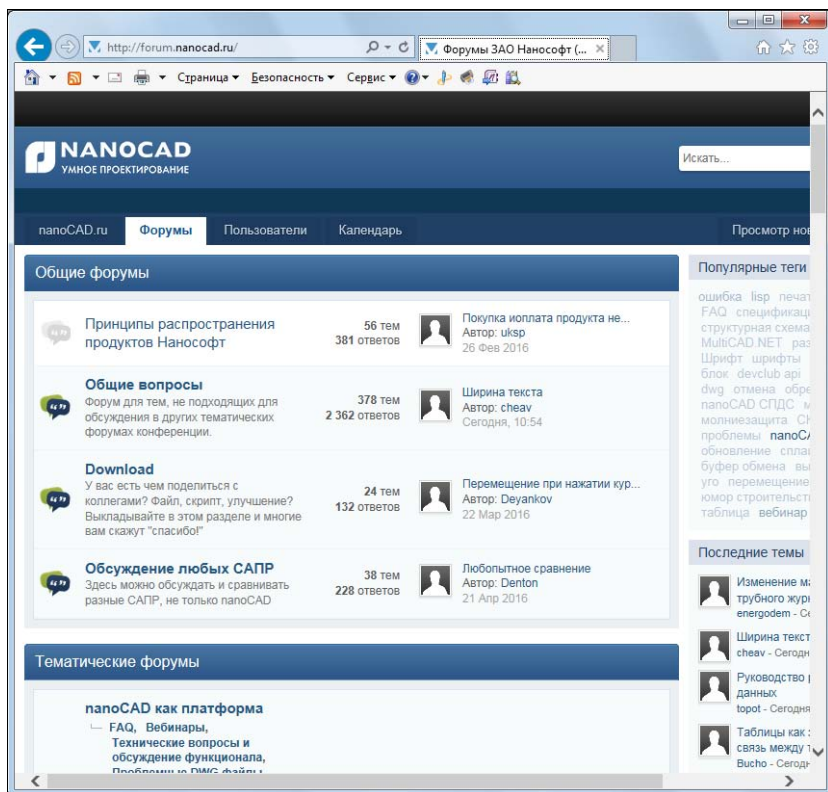 http://forum.nanocad.ru/
Форумы ЗАО Нанософт (...
Страница
Безопасность
Сервис
NANOCAD
УМНОЕ ПРОЕКТИРОВАНИЕ
Искать...
nanoCAD.ru
Форумы
Пользователи
Календарь
Просмотр
Общие форумы
Принципы распространения
продуктов Нанософт
56 тем
381 ответов
Покупка иоплата продукта не...
Автор: uksp
26 Фев 2016
Общие вопросы
Форум для тем, не подходящих для
обсуждения в других тематических
форумах конференции.
378 тем
2 362 ответов
Ширина текста
Автор: cheav
Сегодня, 10:54
Download
У вас есть чем поделиться с
коллегами? Файл, скрипт, улучшение?
Выкладывайте в этом разделе и многие
вам скажут "спасибо!"
24 тем
132 ответов
Перемещение при нажатии кур...
Автор: Deyankov
22 Мар 2016
Обсуждение любых САПР
Здесь можно обсуждать и сравнивать
разные САПР, не только nanoCAD
38 тем
228 ответов
Любопытное сравнение
Автор: Denton
21 Апр 2016
Тематические форумы
nanoCAD как платформа
FAQ, Вебинары,
Технические вопросы и
обсуждение функционала,
Проблемные DWG файлы
Популярные теги
ошибка lisp
FAQ
структурная схема
MultiCAD.NET
Шрифт шрифты
блок devclub api
dwg отмена
nanoCAD СПДС
молниезащита
проблемы
обновление
буфер обмена
уго перемещение
юмор
таблица вебинар
Последние темы
Изменение
трубного
energodem -
Ширина
cheav - Сегодня
Руководство
данных
topot - Сегодня
Таблицы как
связь между
Bucho -